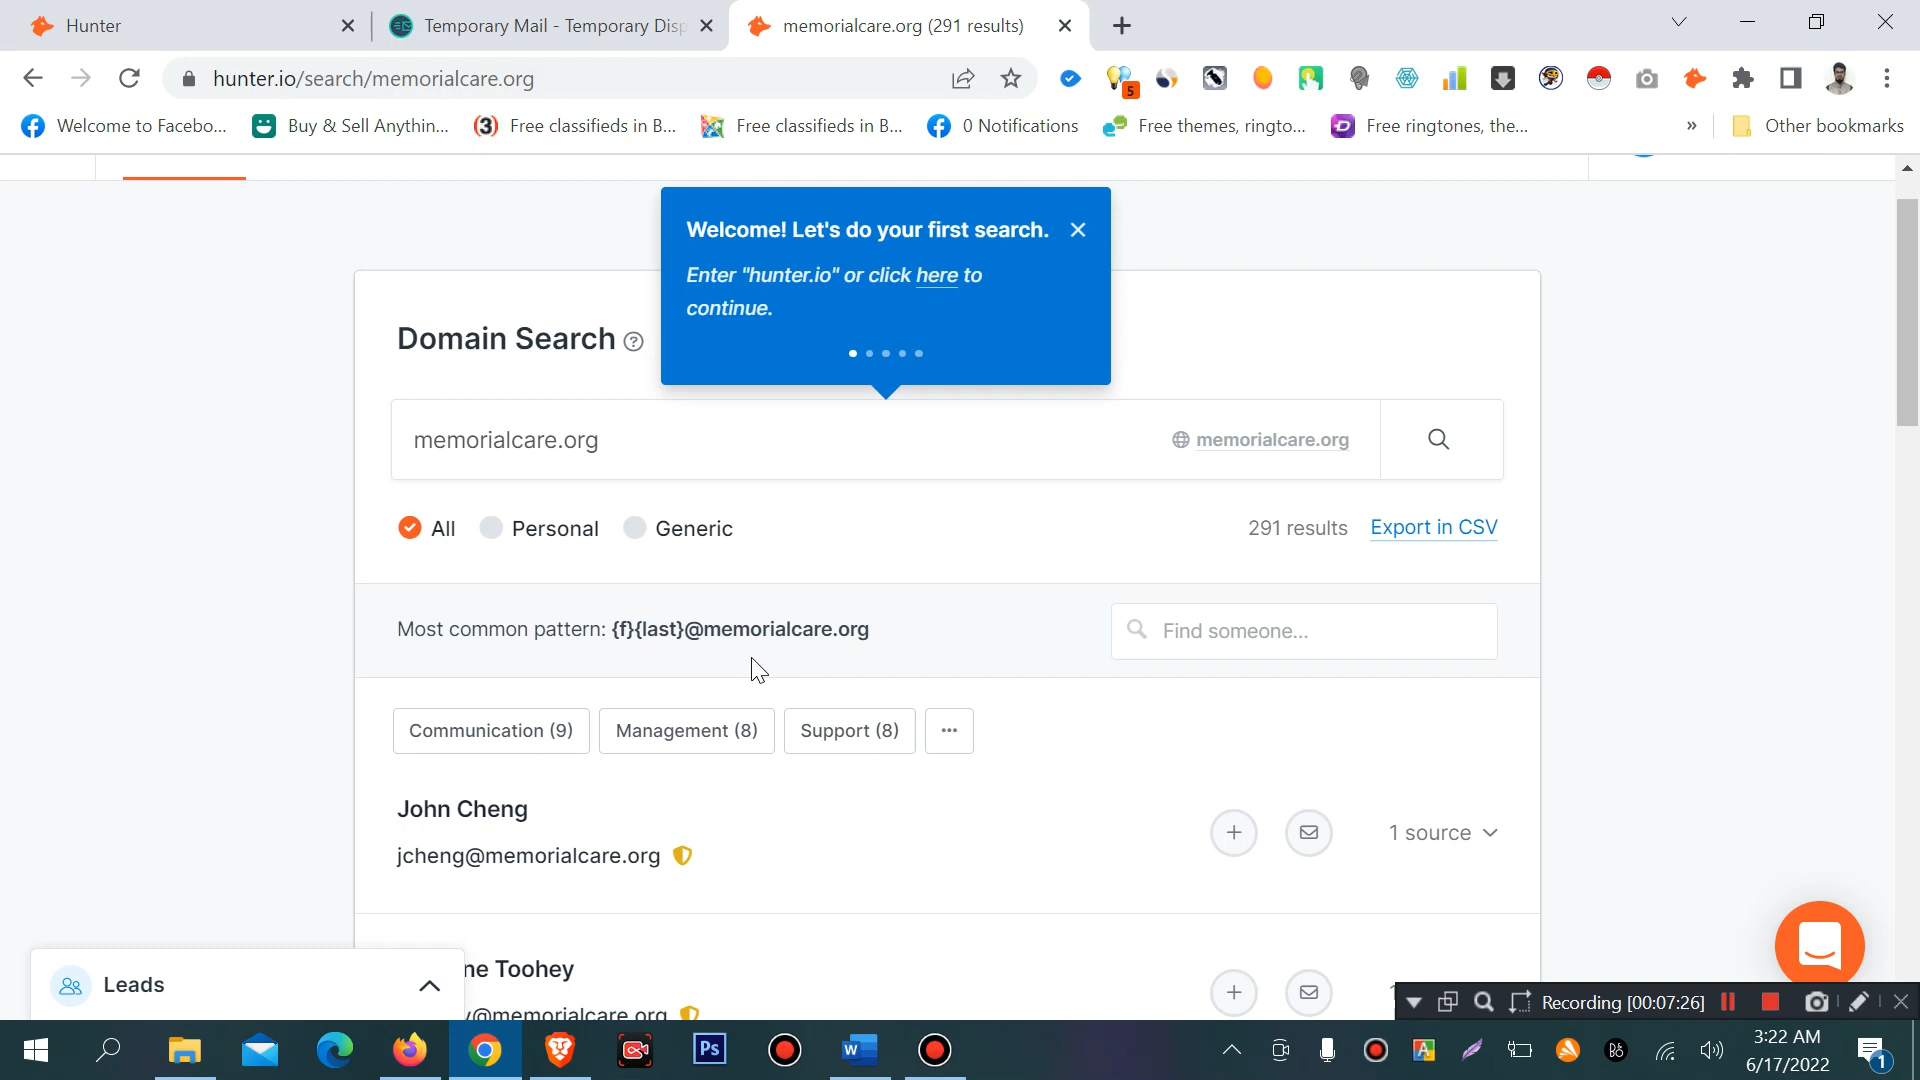 Hunter
Temporary Mail - Temporary Disp
memorialcare.org (291 results)
hunter.io/search/memorialcare.org
5
Welcome to Facebo...
Buy & Sell Anythin...
Free classifieds in B...
Free classifieds in B...
0 Notifications
Free themes, ringto...
Free ringtones, the...
»
Other bookmarks
Welcome! Let's do your first search.
Enter "hunter.io" or click here to
continue.
Domain Search
memorialcare.org
memorialcare.org
All
Personal
Generic
291 results
Export in CSV
Most common pattern: {f}{last}@memorialcare.org
Find someone...
Communication (9)
Management (8)
Support (8)
...
John Cheng
jcheng@memorialcare.org
1 source
ne Toohey
y@memorialcare.org
Leads
Recording [00:07:26]
Ps
W
3:22 AM
6/17/2022
1